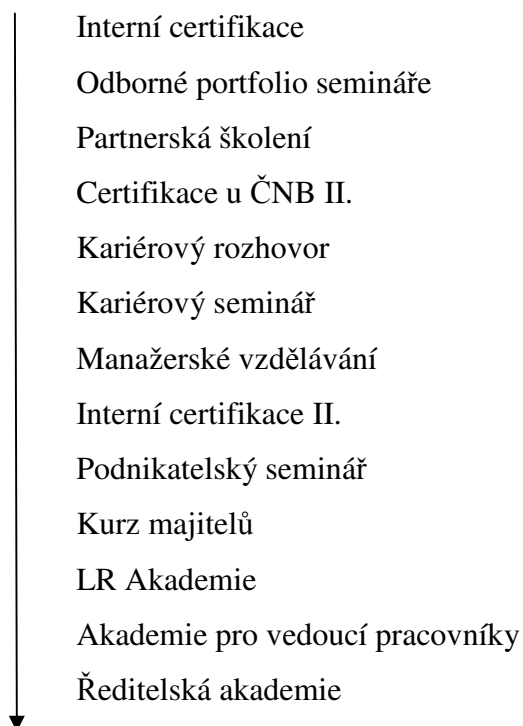 Interní certifikace
Odborné portfolio semináře
Partnerská školení
Certifikace u ČNB II.
Kariérový rozhovor
Kariérový seminář
Manažerské vzdělávání
Interní certifikace II.
Podnikatelský seminář
Kurz majitelů
LR Akademie
Akademie pro vedoucí pracovníky
Ředitelská akademie